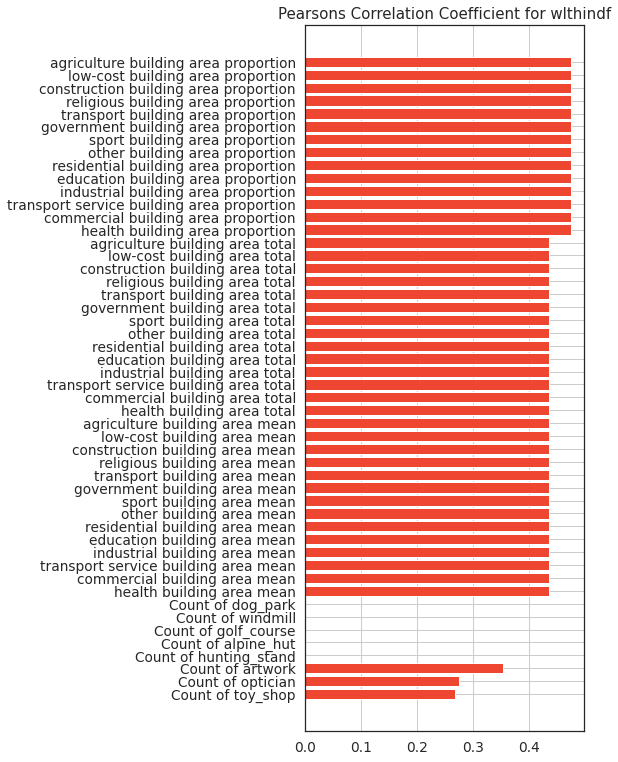 Pearsons Correlation Coefficient for wlthindf
agriculture building area proportion
low-cost building area proportion
construction building area proportion
religious building area proportion
transport building area proportion
government building area proportion
sport building area proportion
other building area proportion
residential building area proportion
education building area proportion
industrial building area proportion
transport service building area proportion
commercial building area proportion
health building area proportion
agriculture building area total
low-cost building area total
construction building area total
religious building area total
transport building area total
government building area total
sport building area total
other building area total
residential building area total
education building area total
industrial building area total
transport service building area total
commercial building area total
health building area total
agriculture building area mean
low-cost building area mean
construction building area mean
religious building area mean
transport building area mean
government building area mean
sport building area mean
other building area mean
residential building area mean
education building area mean
industrial building area mean
transport service building area mean
commercial building area mean
health building area mean
Count of dog_park
Count of windmill
Count of golf_course
Count of alpine_hut
Count of hunting_stand
Count of artwork
Count of optician
Count of toy_shop
0.0 0.1 0.2 0.3 0.4